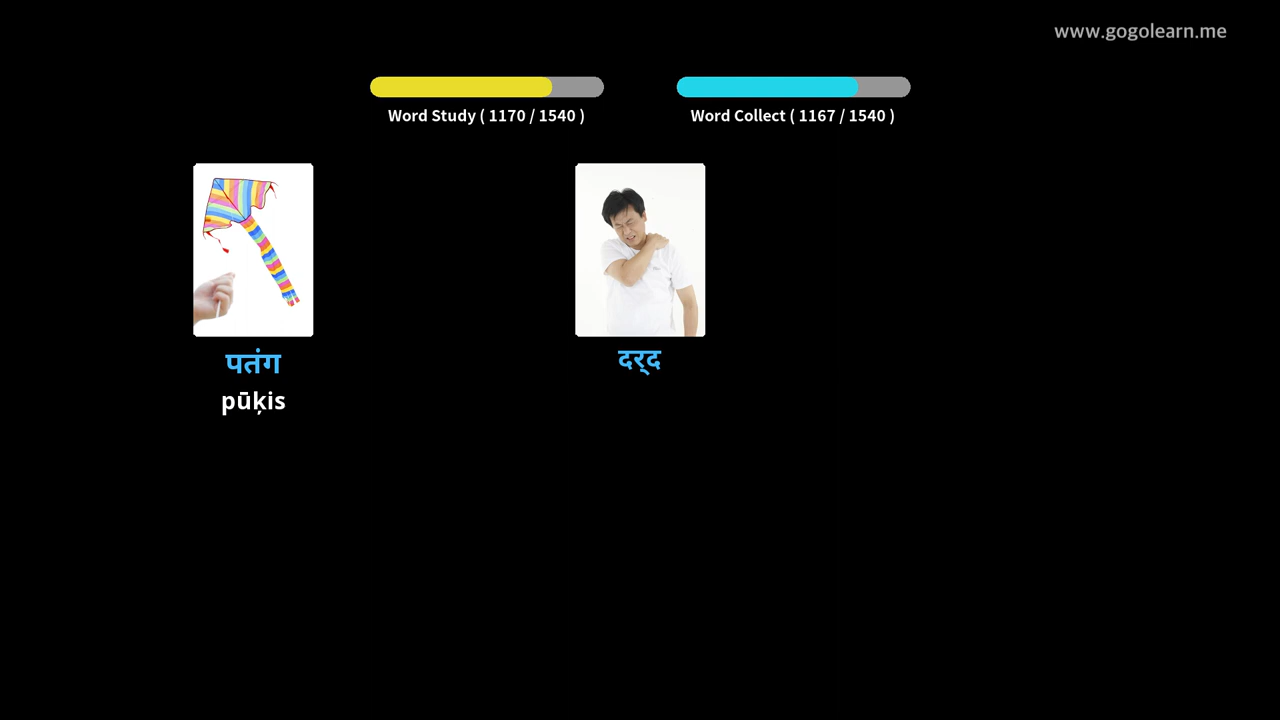 www.gogolearn.me
Word Study ( 1170 / 1540 )
Word Collect ( 1167 / 1540 )
पतंग
pūķis
दर्द